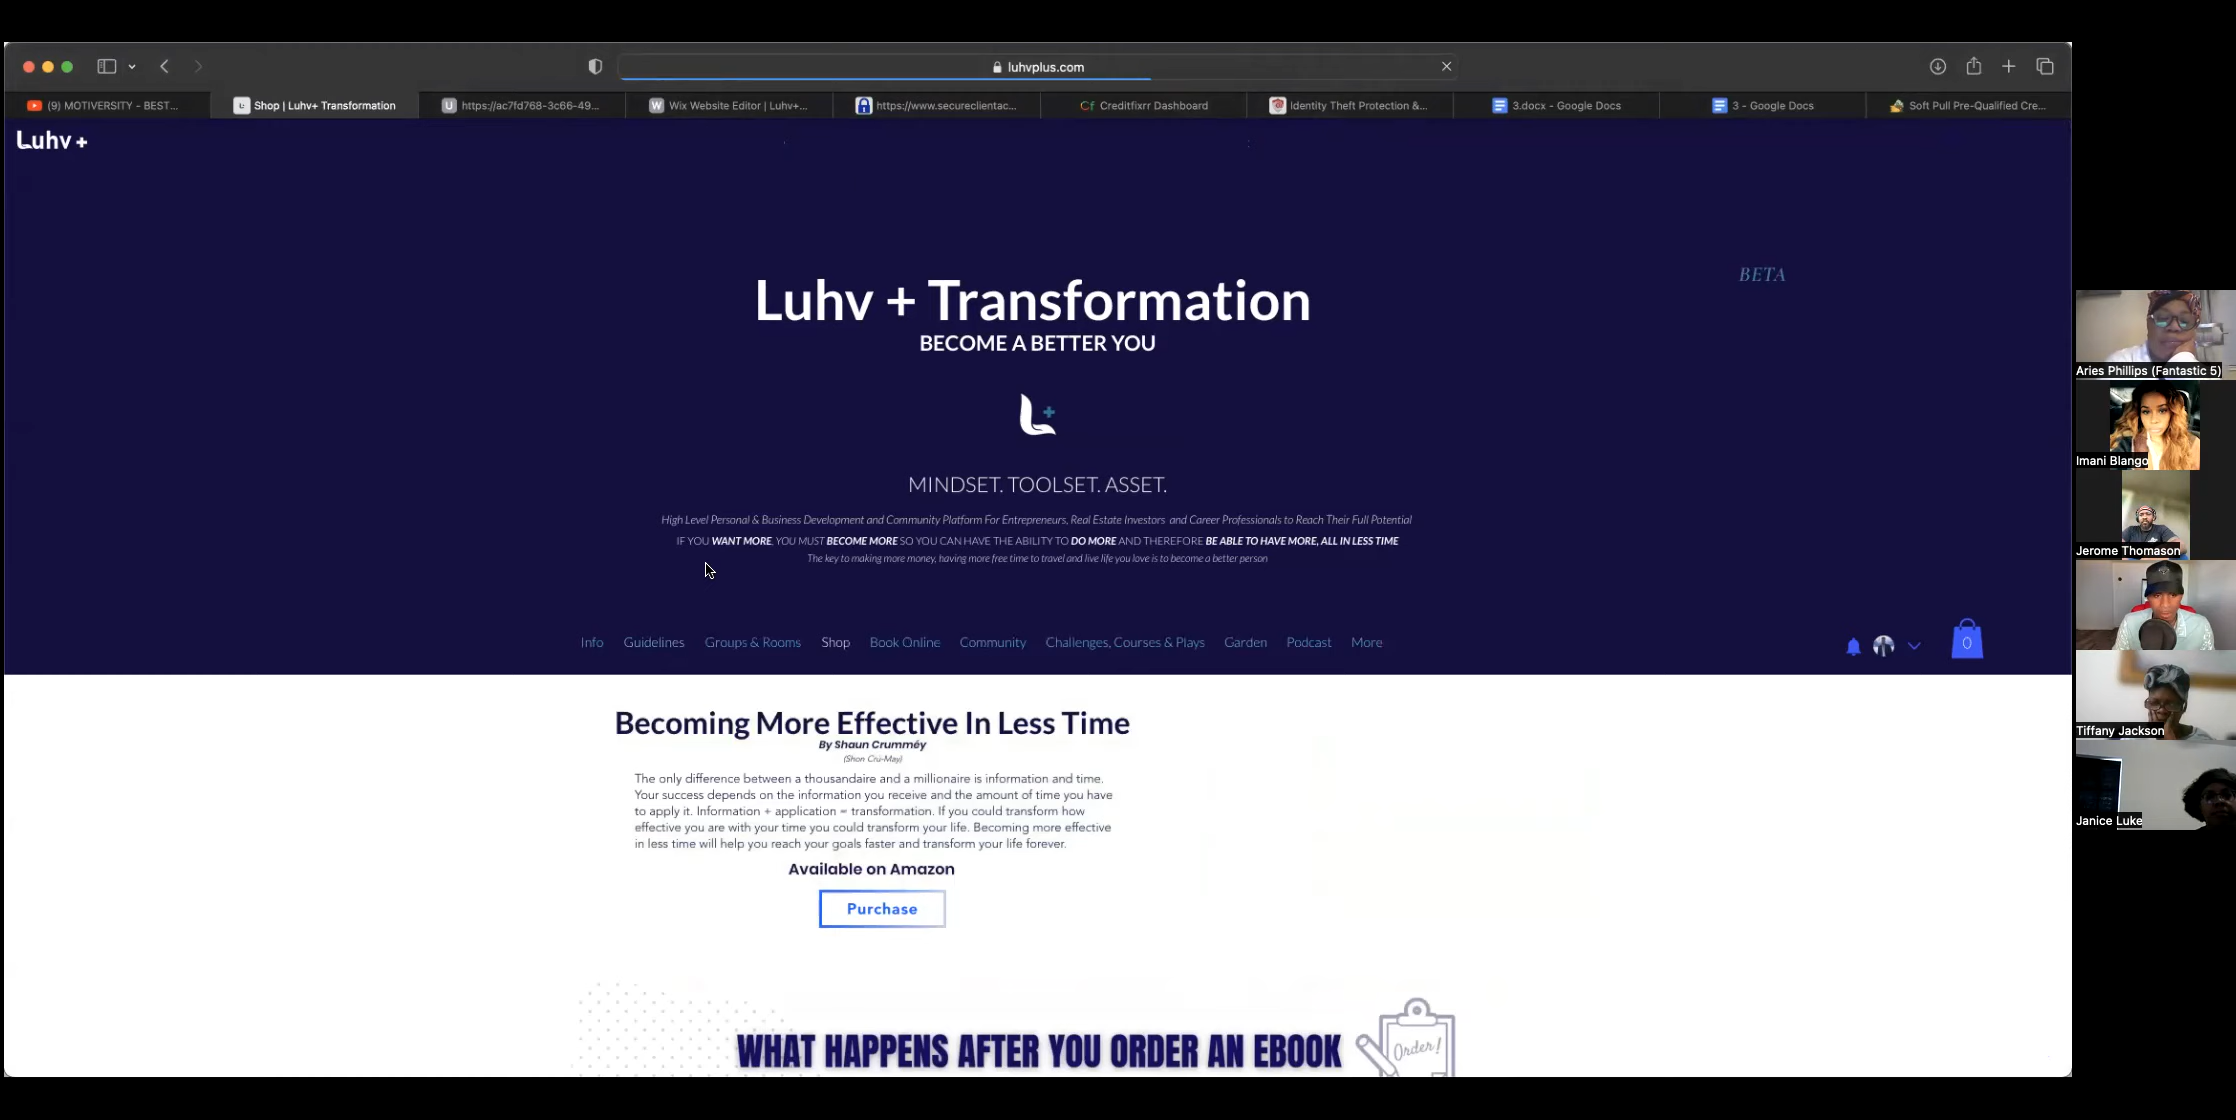 luhvplus.com
(9) MOTIVERSITY - BEST...
Shop | Luhv+ Transformation
https://ac7fd768-3c66-49...
Wix Website Editor | Luhv+...
https://www.secureclientac...
Creditfixrr Dashboard
Identity Theft Protection &...
3.docx - Google Docs
3 - Google Docs
Soft Pull Pre-Qualified Cre...
Luhv +
BETA
Luhv + Transformation
BECOME A BETTER YOU
MINDSET. TOOLSET. ASSET.
High Level Personal & Business Development and Community Platform For Entrepreneurs, Real Estate Investors and Career Professionals to Reach Their Full Potential
IF YOU WANT MORE, YOU MUST BECOME MORE SO YOU CAN HAVE THE ABILITY TO DO MORE AND THEREFORE BE ABLE TO HAVE MORE, ALL IN LESS TIME
The key to making more money, having more free time to travel and live life you love is to become a better person
Info Guidelines Groups & Rooms Shop Book Online Community Challenges, Courses & Plays Garden Podcast More
0
Becoming More Effective In Less Time
By Shaun Crumméy
(Shon Cru-May)
The only difference between a thousandaire and a millionaire is information and time.
Your success depends on the information you receive and the amount of time you have
to apply it. Information + application = transformation. If you could transform how
effective you are with your time you could transform your life. Becoming more effective
in less time will help you reach your goals faster and transform your life forever.
Available on Amazon
Purchase
WHAT HAPPENS AFTER YOU ORDER AN EBOOK
Order!
Aries Phillips (Fantastic 5)
Imani Blango
Jerome Thomason
Tiffany Jackson
Janice Luke